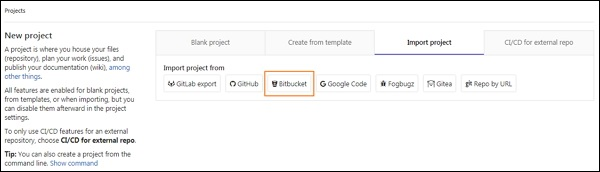 Projects
New project
A project is where you house your files
(repository), plan your work (issues), and
publish your documentation (wiki), among
other things.
All features are enabled for blank projects,
from templates, or when importing, but you
can disable them afterward in the project
settings.
To only use CI/CD features for an external
repository, choose CI/CD for external repo.
Tip: You can also create a project from the
command line. Show command
Blank project
Create from template
Import project
CI/CD for external repo
Import project from
GitLab export
GitHub
Bitbucket
Google Code
Fogbugz
Gitea
Repo by URL